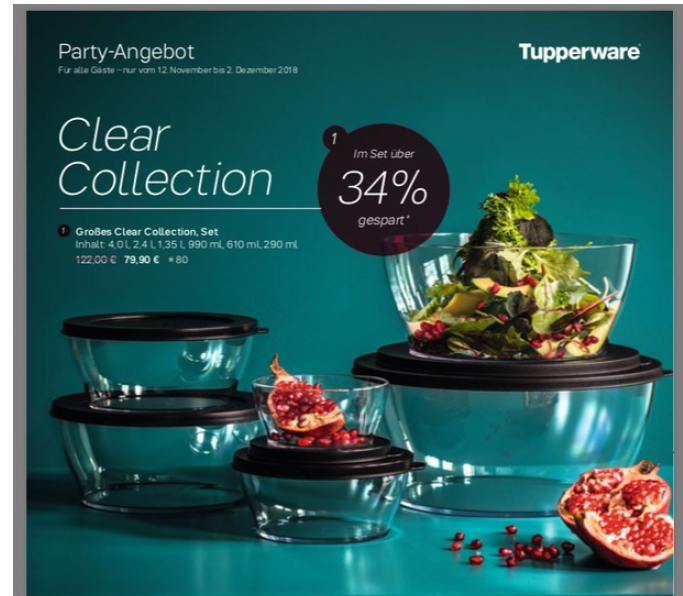 Party-Angebot
Für alle Gäste – nur vom 12. November bis 2. Dezember 2018
Tupperware
Clear
Collection
1
Im Set über
34%
gespart*
1 Großes Clear Collection, Set
Inhalt: 4,0 l, 2,4 l, 1,35 l, 990 ml, 610 ml, 290 ml
122,00 € 79,90 € *80